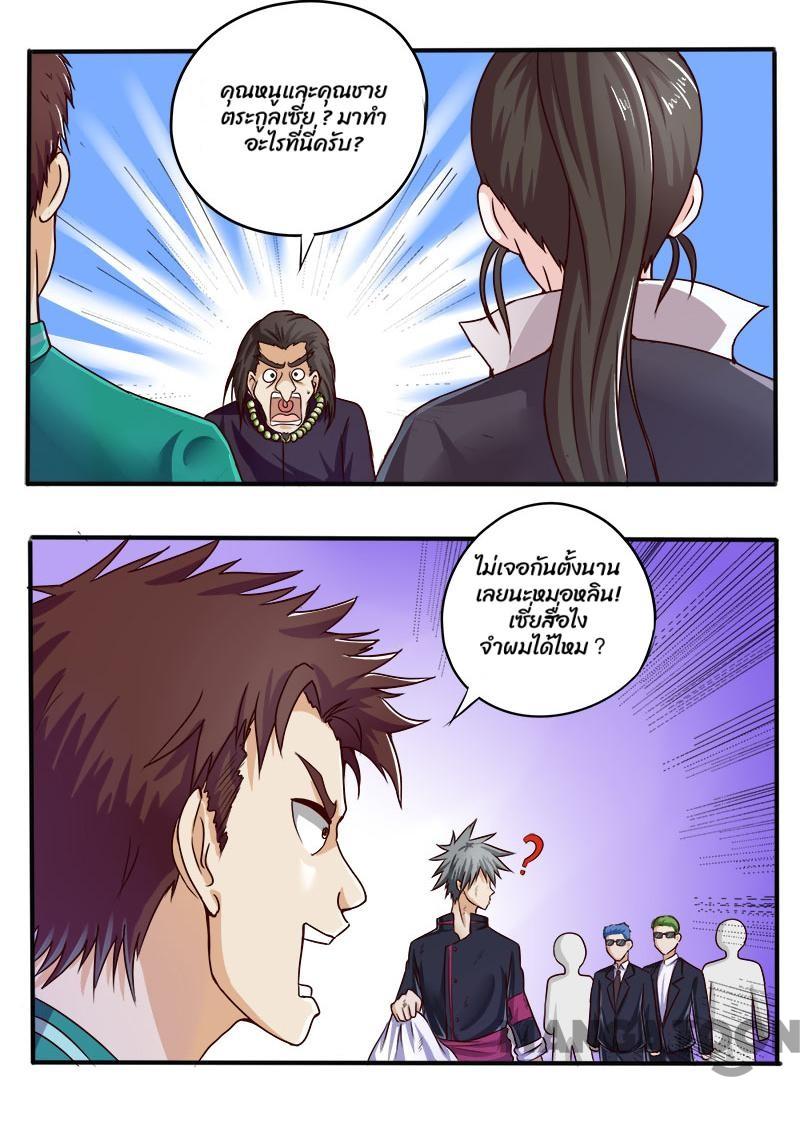 คุณหนูและคุณชาย
ตระกูลเซี่ย ? มาทำ
อะไรที่นี่ครับ?
ไม่เจอกันตั้งนาน
เลยนะหมอหลิน!
เซี่ยสื่อไง
จำผมได้ไหม ?
?
MANGATOON